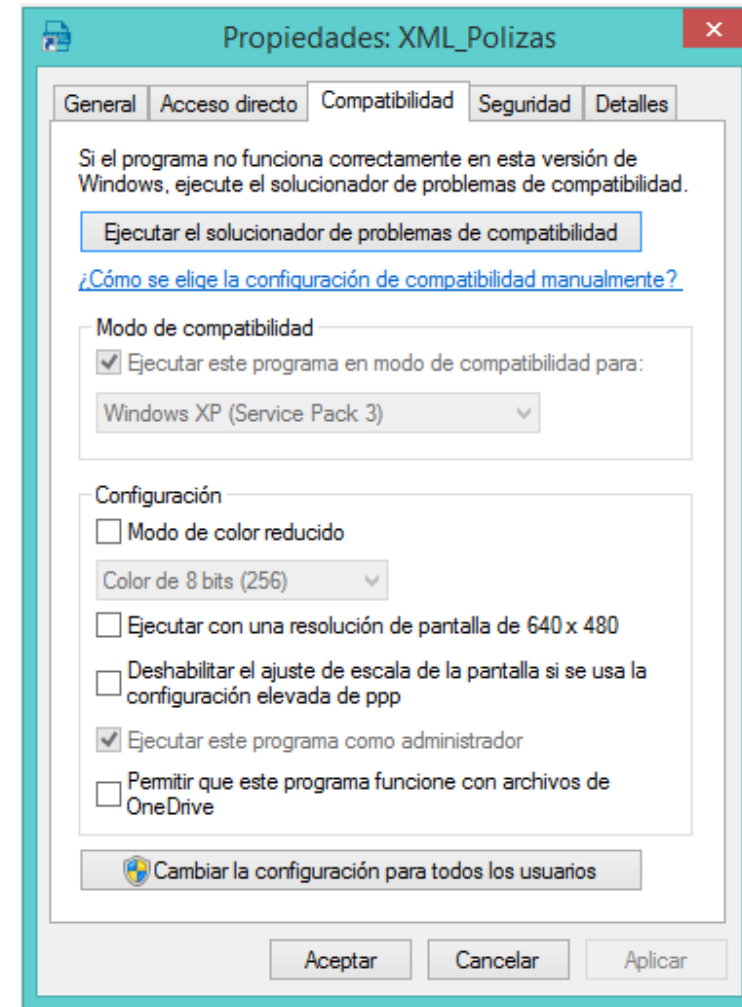 Propiedades: XML_Polizas
General
Acceso directo
Compatibilidad
Seguridad
Detalles
Si el programa no funciona correctamente en esta versión de
Windows, ejecute el solucionador de problemas de compatibilidad.
Ejecutar el solucionador de problemas de compatibilidad
¿Cómo se elige la configuración de compatibilidad manualmente?
Modo de compatibilidad
Ejecutar este programa en modo de compatibilidad para:
Windows XP (Service Pack 3)
Configuración
Modo de color reducido
Color de 8 bits (256)
Ejecutar con una resolución de pantalla de 640 x 480
Deshabilitar el ajuste de escala de la pantalla si se usa la
configuración elevada de ppp
Ejecutar este programa como administrador
Permitir que este programa funcione con archivos de
OneDrive
Cambiar la configuración para todos los usuarios
Aceptar
Cancelar
Aplicar